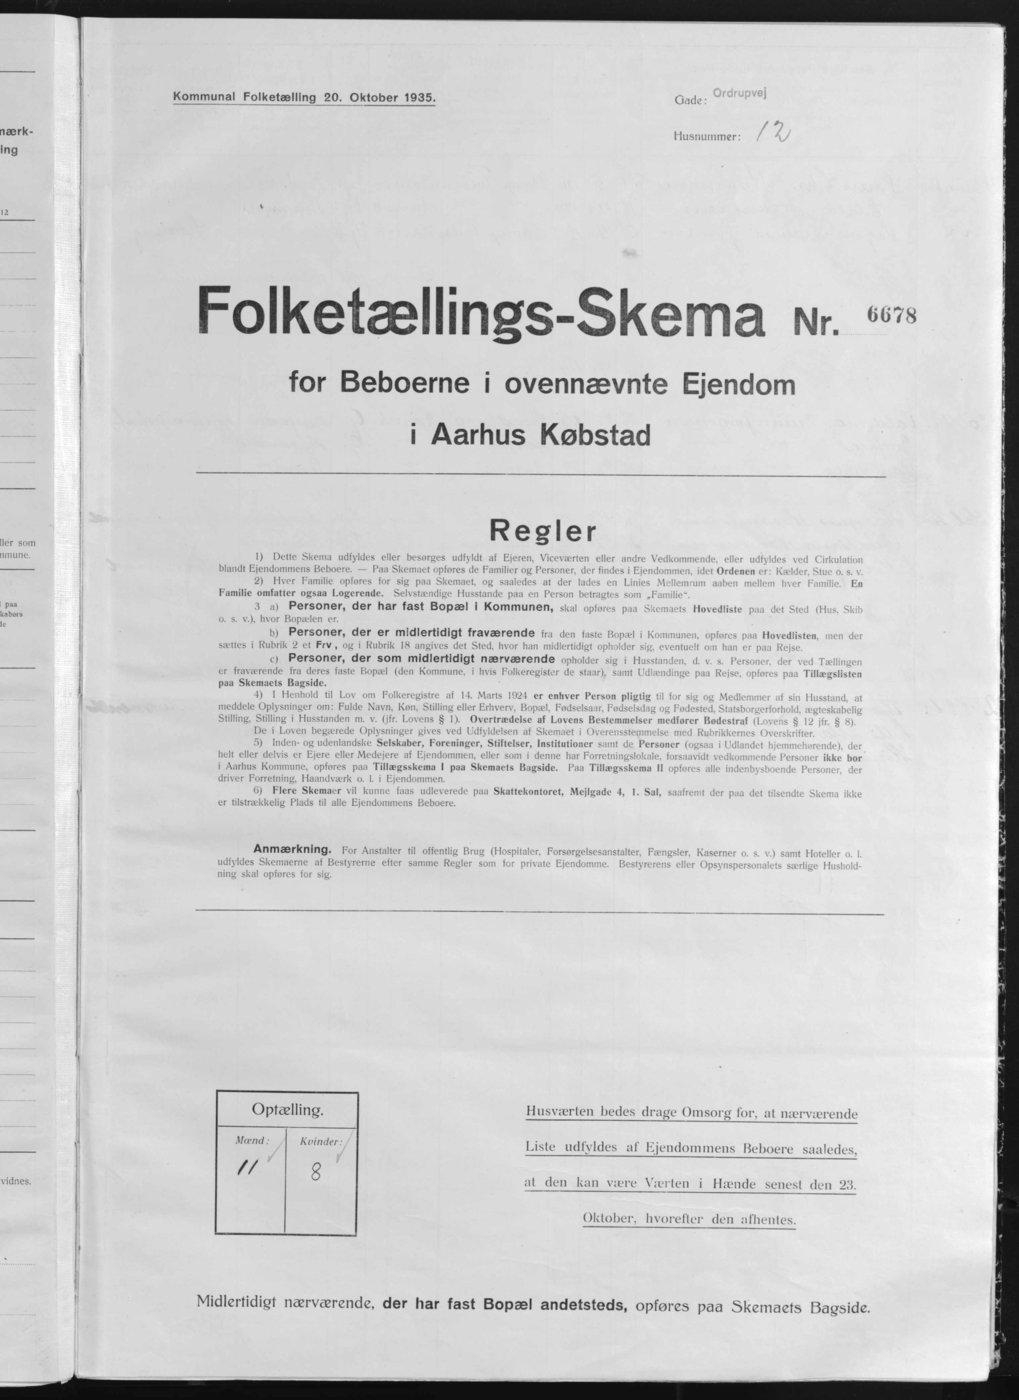 Kommunal Folketælling 20. Oktober 1935.
Gade: Ordrupvej
Husnummer: 12
Folketællings-Skema Nr. 6678
for Beboerne i ovennævnte Ejendom
i Aarhus Købstad
Regler
1) Dette Skema udfyldes eller besørges udfyldt af Ejeren, Viceværten eller andre Vedkommende, eller udfyldes ved Cirkulation
blandt Ejendommens Beboere. — Paa Skemaet opføres de Familier og Personer, der findes i Ejendommen, idet Ordenen er: Kælder, Stue o. s. v.
2) Hver Familie opføres for sig paa Skemaet, og saaledes at der lades en Linies Mellemrum aaben mellem hver Familie. En
Familie omfatter ogsaa Logerende. Selvstændige Husstande paa en Person betragtes som „Familie“.
3 a) Personer, der har fast Bopæl i Kommunen, skal opføres paa Skemaets Hovedliste paa det Sted (Hus, Skib
o. s. v.), hvor Bopælen er.
b) Personer, der er midlertidigt fraværende fra den faste Bopæl i Kommunen, opføres paa Hovedlisten, men der
sættes i Rubrik 2 et Frv, og i Rubrik 18 angives det Sted, hvor han midlertidigt opholder sig, eventuelt om han er paa Rejse.
c) Personer, der som midlertidigt nærværende opholder sig i Husstanden, d. v. s. Personer, der ved Tællingen
er fraværende fra deres faste Bopæl (den Kommune, i hvis Folkeregister de staar), samt Udlændinge paa Rejse, opføres paa Tillægslisten
paa Skemaets Bagside.
4) I Henhold til Lov om Folkeregistre af 14. Marts 1924 er enhver Person pligtig til for sig og Medlemmer af sin Husstand, at
meddele Oplysninger om: Fulde Navn, Køn, Stilling eller Erhverv, Bopæl, Fødselsaar, Fødselsdag og Fødested, Statsborgerforhold, ægteskabelig
Stilling, Stilling i Husstanden m. v. (jfr. Lovens § 1). Overtrædelse af Lovens Bestemmelser medfører Bødestraf (Lovens § 12 jfr. § 8).
De i Loven begærede Oplysninger gives ved Udfyldelsen af Skemaet i Overensstemmelse med Rubrikkernes Overskrifter.
5) Inden- og udenlandske Selskaber, Foreninger, Stiftelser, Institutioner samt de Personer (ogsaa i Udlandet hjemmehørende), der
helt eller delvis er Ejere eller Medejere af Ejendommen, eller som i denne har Forretningslokale, forsaavidt vedkommende Personer ikke bor
i Aarhus Kommune, opføres paa Tillægsskema I paa Skemaets Bagside. Paa Tillægsskema II opføres alle indenbysboende Personer, der
driver Forretning, Haandværk o. l. i Ejendommen.
6) Flere Skemaer vil kunne faas udleverede paa Skattekontoret, Mejlgade 4, 1. Sal, saafremt der paa det tilsendte Skema ikke
er tilstrækkelig Plads til alle Ejendommens Beboere.
Anmærkning. For Anstalter til offentlig Brug (Hospitaler, Forsørgelsesanstalter, Fængsler, Kaserner o. s. v.) samt Hoteller o. l.
udfyldes Skemaerne af Bestyrerne efter samme Regler som for private Ejendomme. Bestyrerens eller Opsynspersonalets særlige Hushold-
ning skal opføres for sig.
Optælling.
Mænd: Kvinder:
11 8
Husværten bedes drage Omsorg for, at nærværende
Liste udfyldes af Ejendommens Beboere saaledes,
at den kan være Værten i Hænde senest den 23.
Oktober, hvorefter den afhentes.
Midlertidigt nærværende, der har fast Bopæl andetsteds, opføres paa Skemaets Bagside.